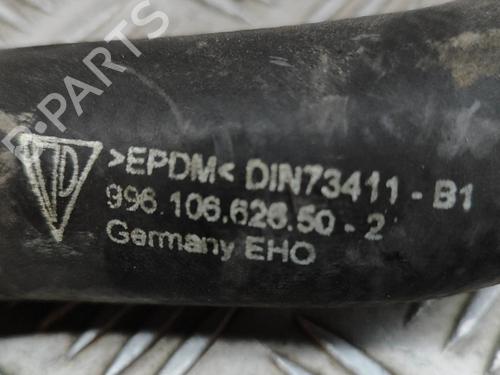 B-PARTS
>EPDM< DIN73411 - B1
996.106.626.50 - 2
Germany EHO